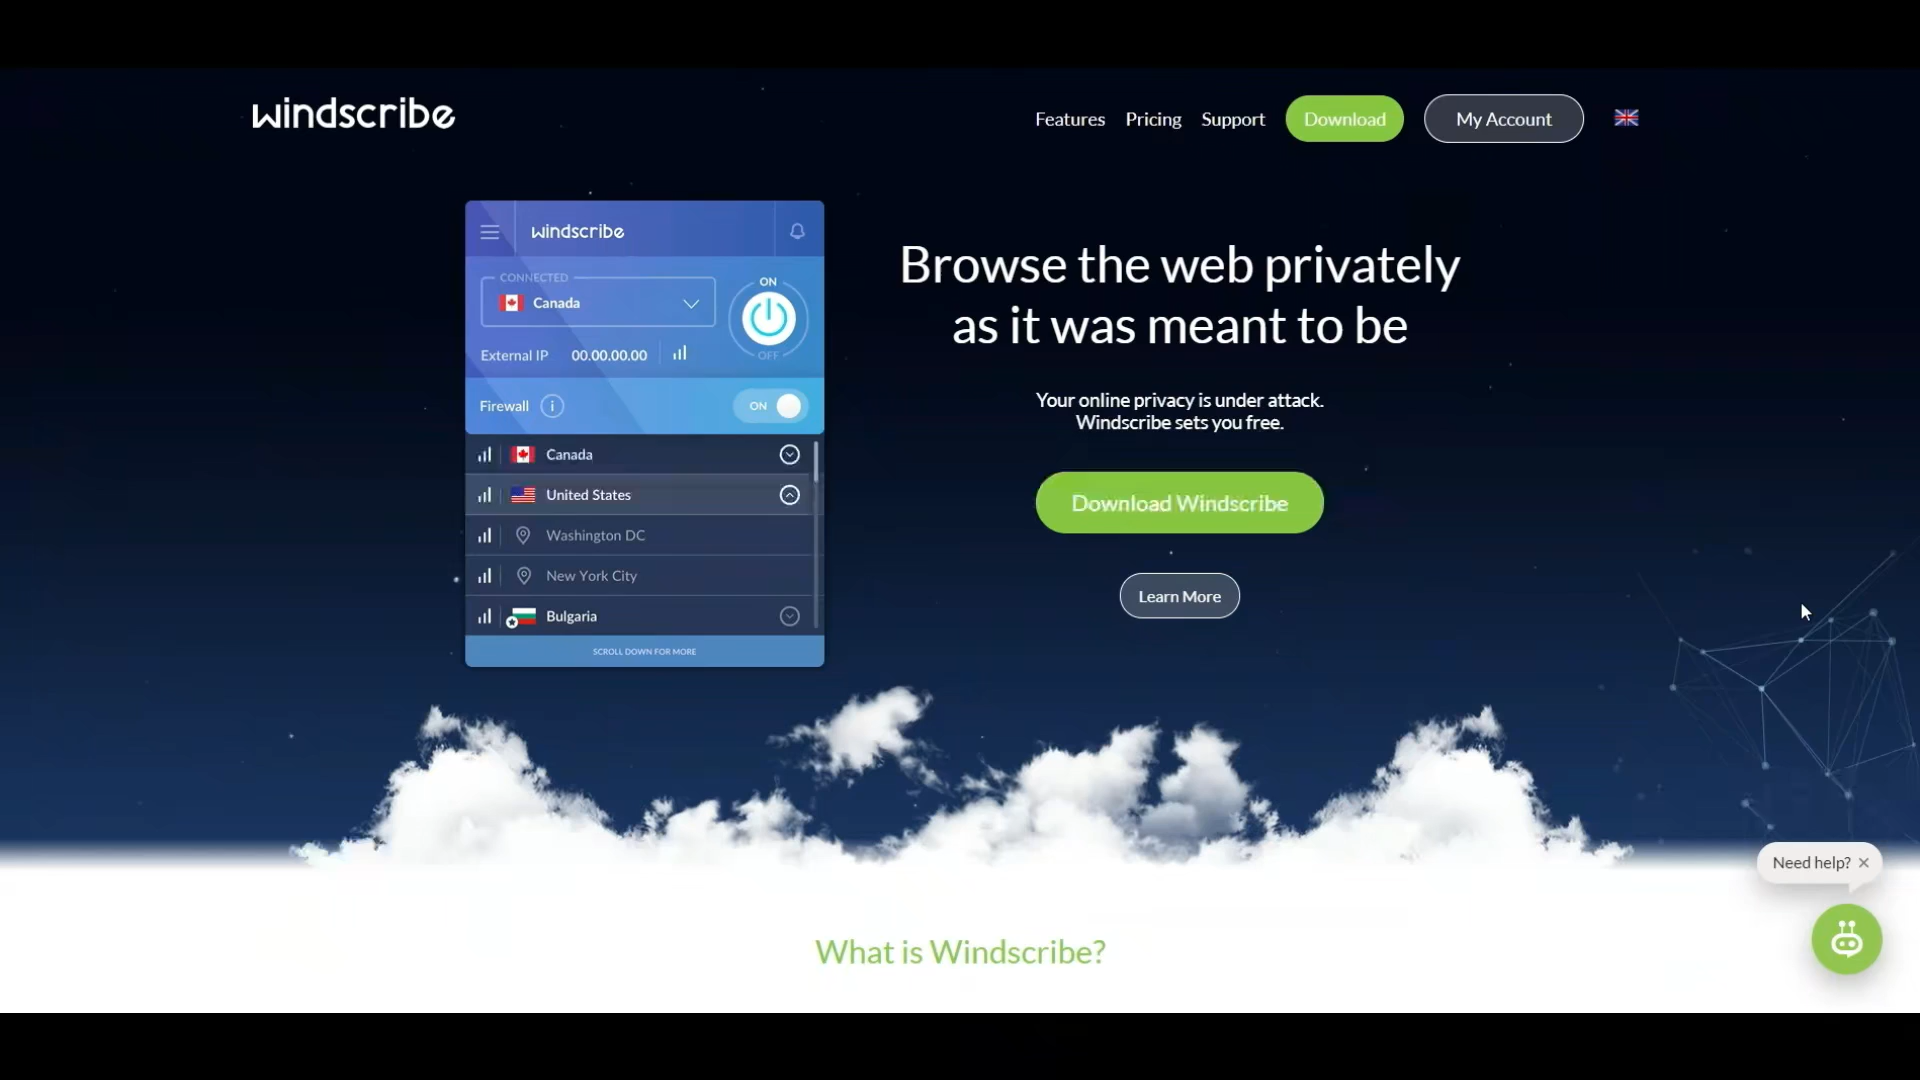 windscribe
Features Pricing Support Download My Account
windscribe
CONNECTED
Canada
ON
OFF
External IP 00.00.00.00
Firewall i ON
Canada
United States
Washington DC
New York City
Bulgaria
SCROLL DOWN FOR MORE
Browse the web privately
as it was meant to be
Your online privacy is under attack.
Windscribe sets you free.
Download Windscribe
Learn More
Need help?
What is Windscribe?